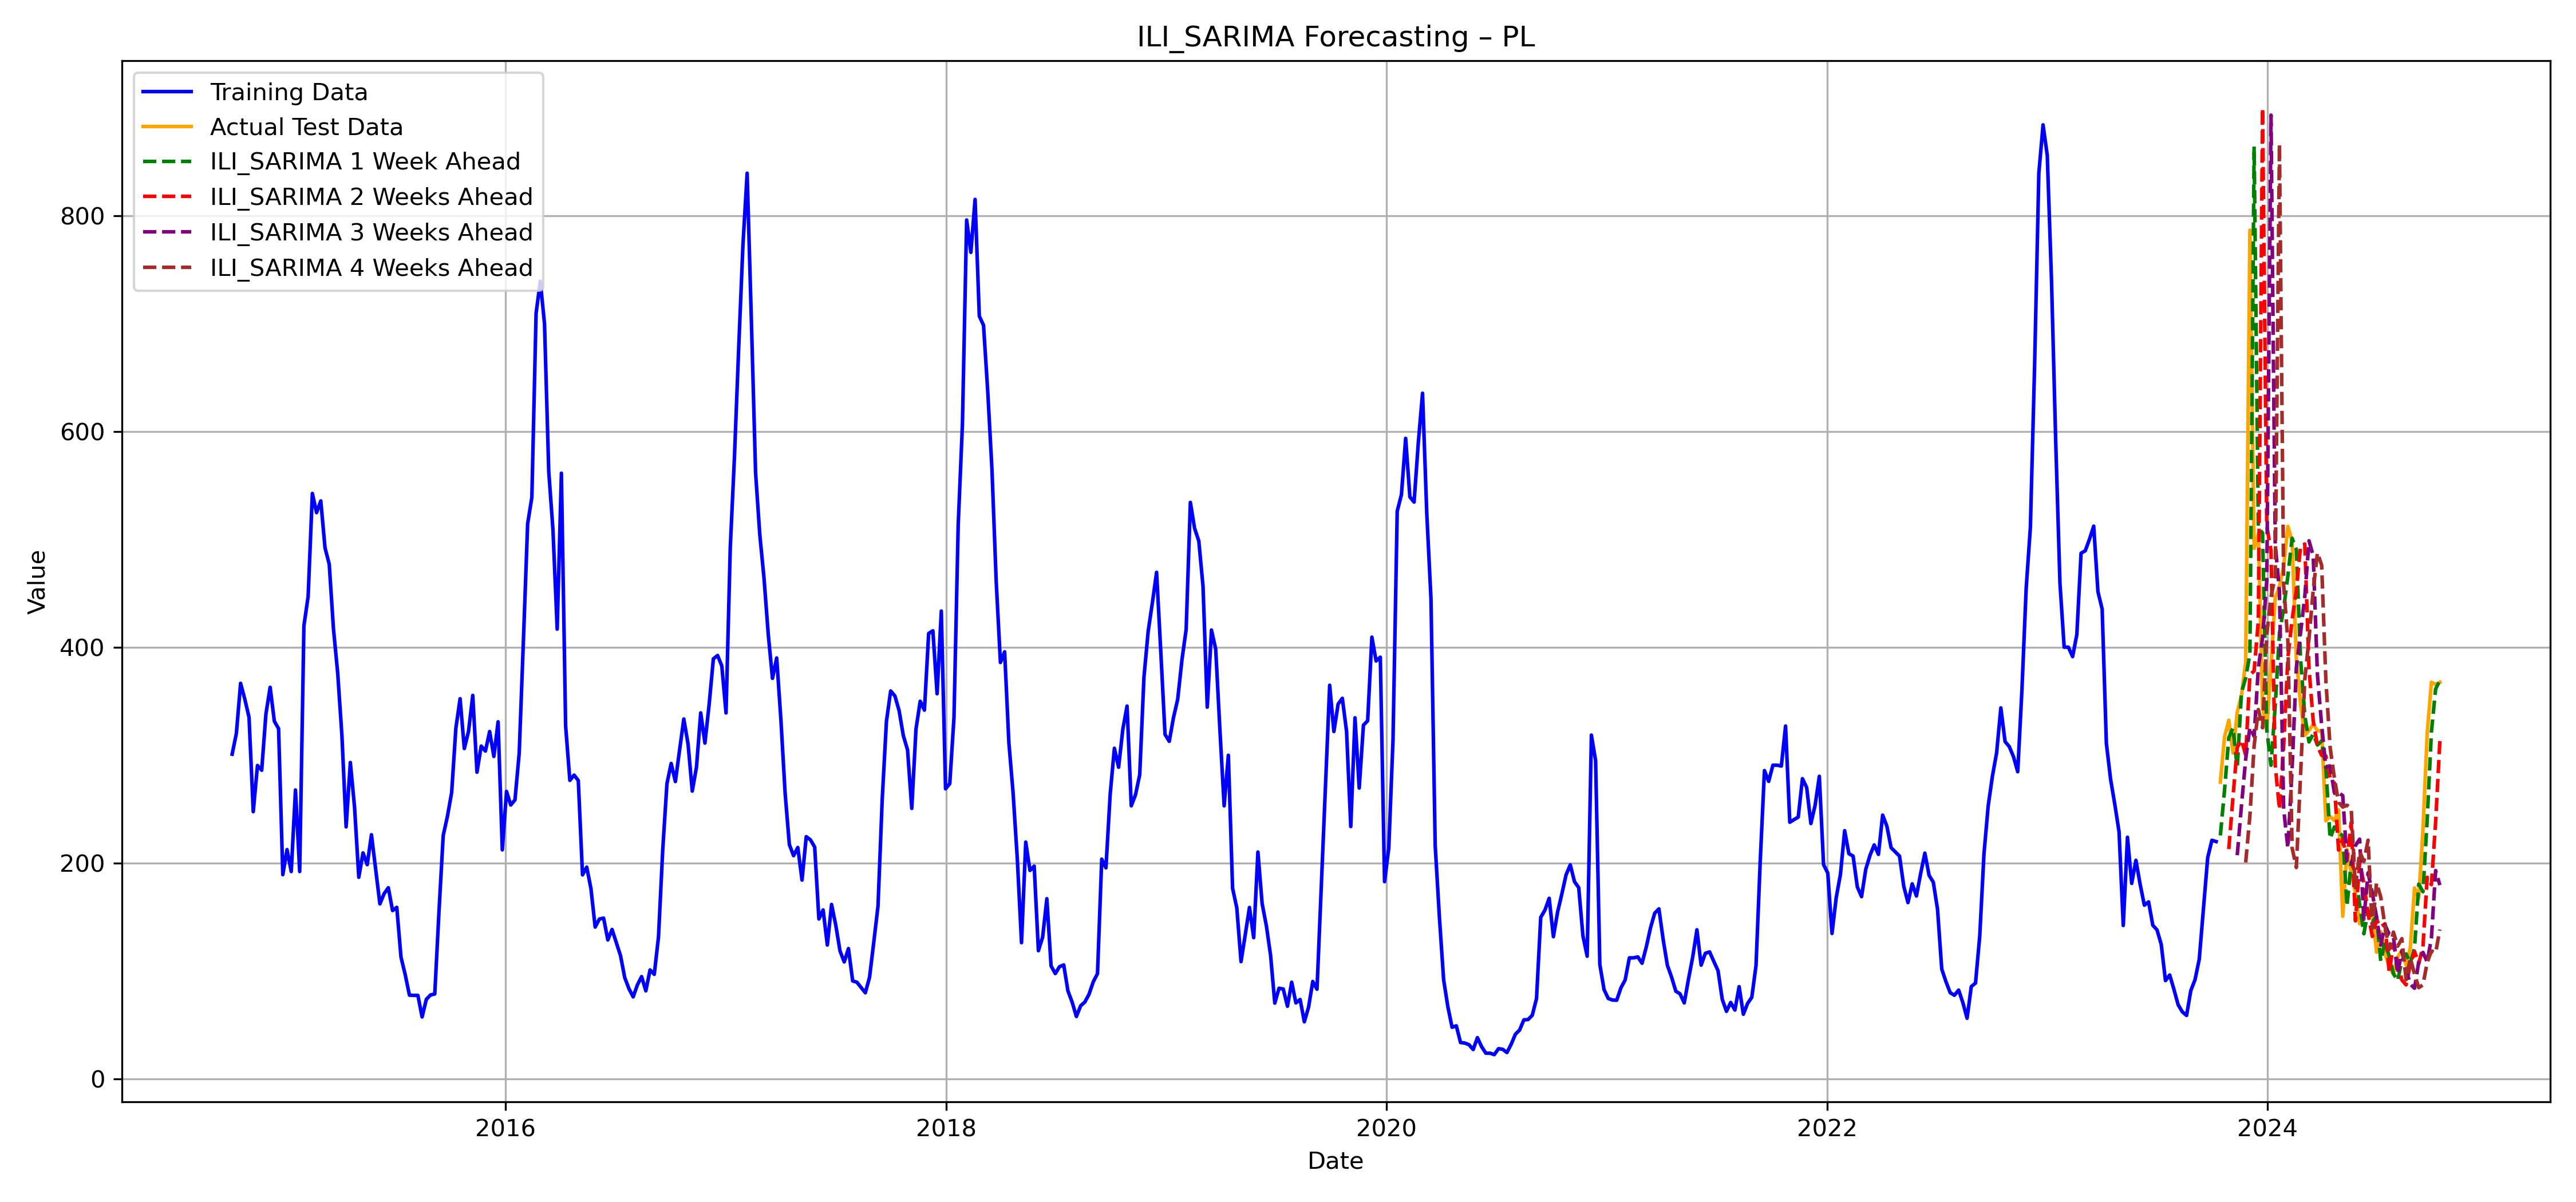 ILI_SARIMA Forecasting – PL
Training Data
Actual Test Data
ILI_SARIMA 1 Week Ahead
ILI_SARIMA 2 Weeks Ahead
ILI_SARIMA 3 Weeks Ahead
ILI_SARIMA 4 Weeks Ahead
Value
800
600
400
200
0
2016
2018
2020
2022
2024
Date